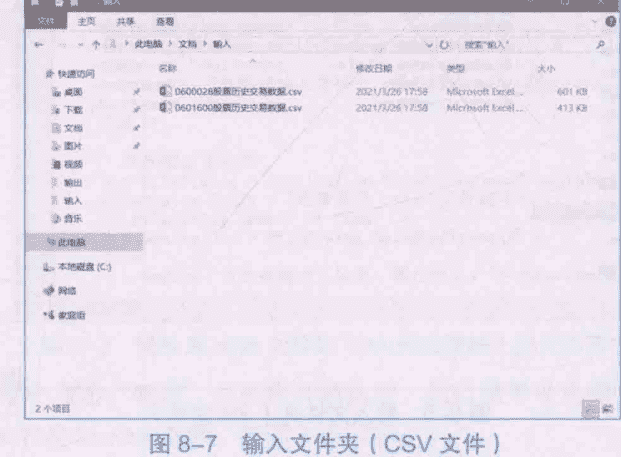 输入
文件 主页 共享 查看
此电脑 › 文档 › 输入 搜索"输入"
名称 修改日期 类型 大小
快速访问
0600028股票历史交易数据.csv 2021/3/26 17:58 Microsoft Excel ... 601 KB
桌面
0601600股票历史交易数据.csv 2021/3/26 17:58 Microsoft Excel ... 413 KB
下载
文档
图片
视频
输出
输入
音乐
此电脑
本地磁盘 (C:)
网络
家庭组
2 个项目
图 8-7 输入文件夹（CSV 文件）